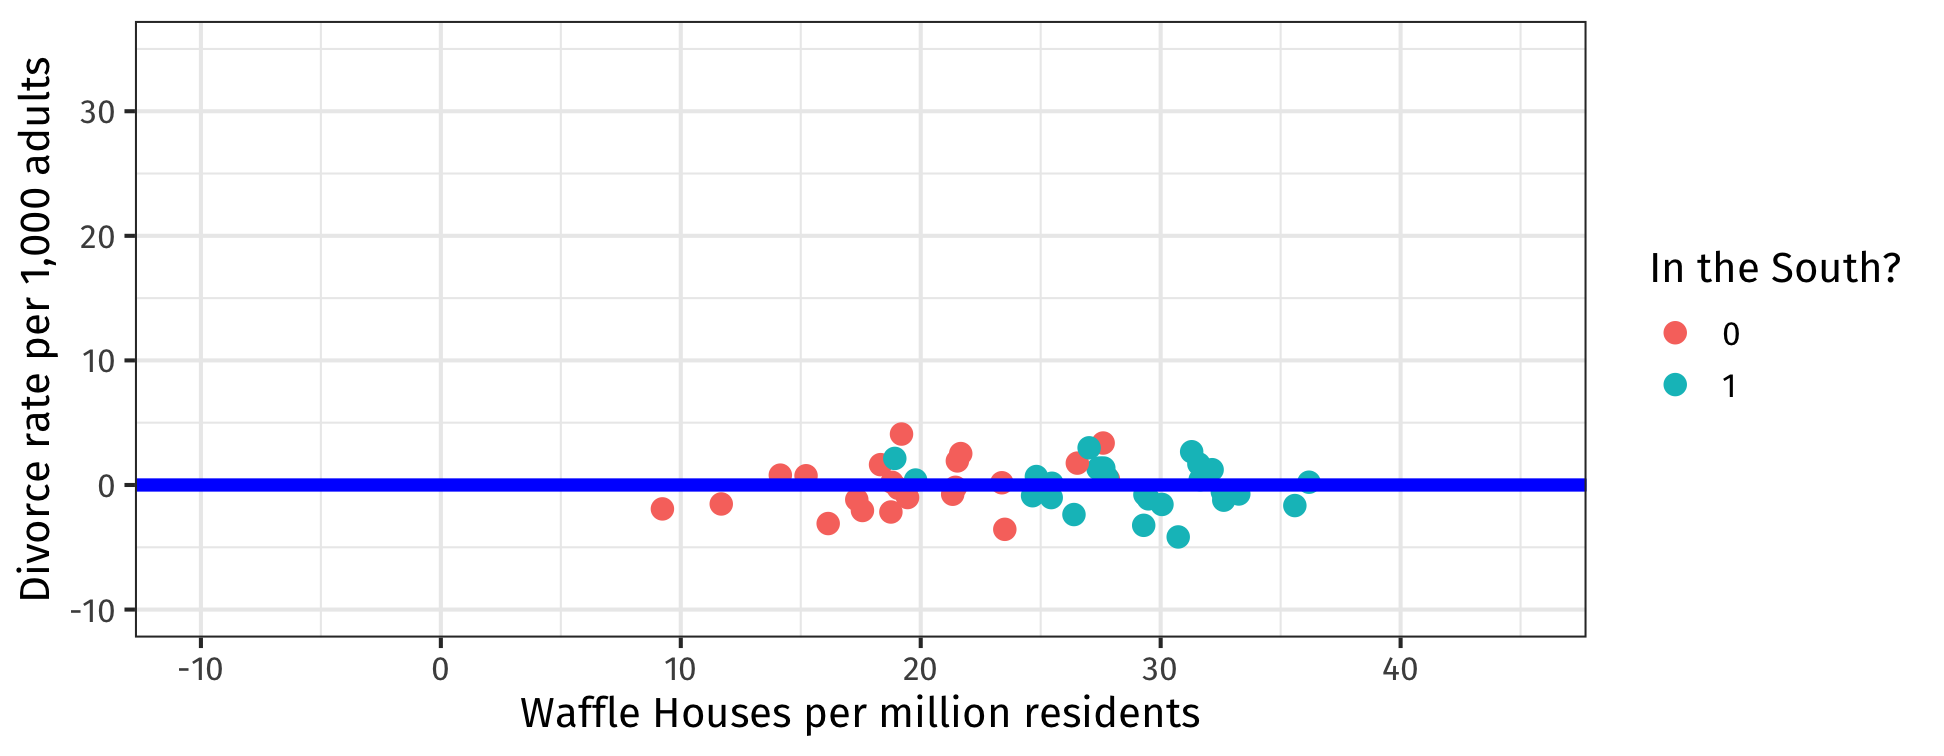 Divorce rate per 1,000 adults
30
20
10
0
-10
-10 0 10 20 30 40
Waffle Houses per million residents
In the South?
0
1